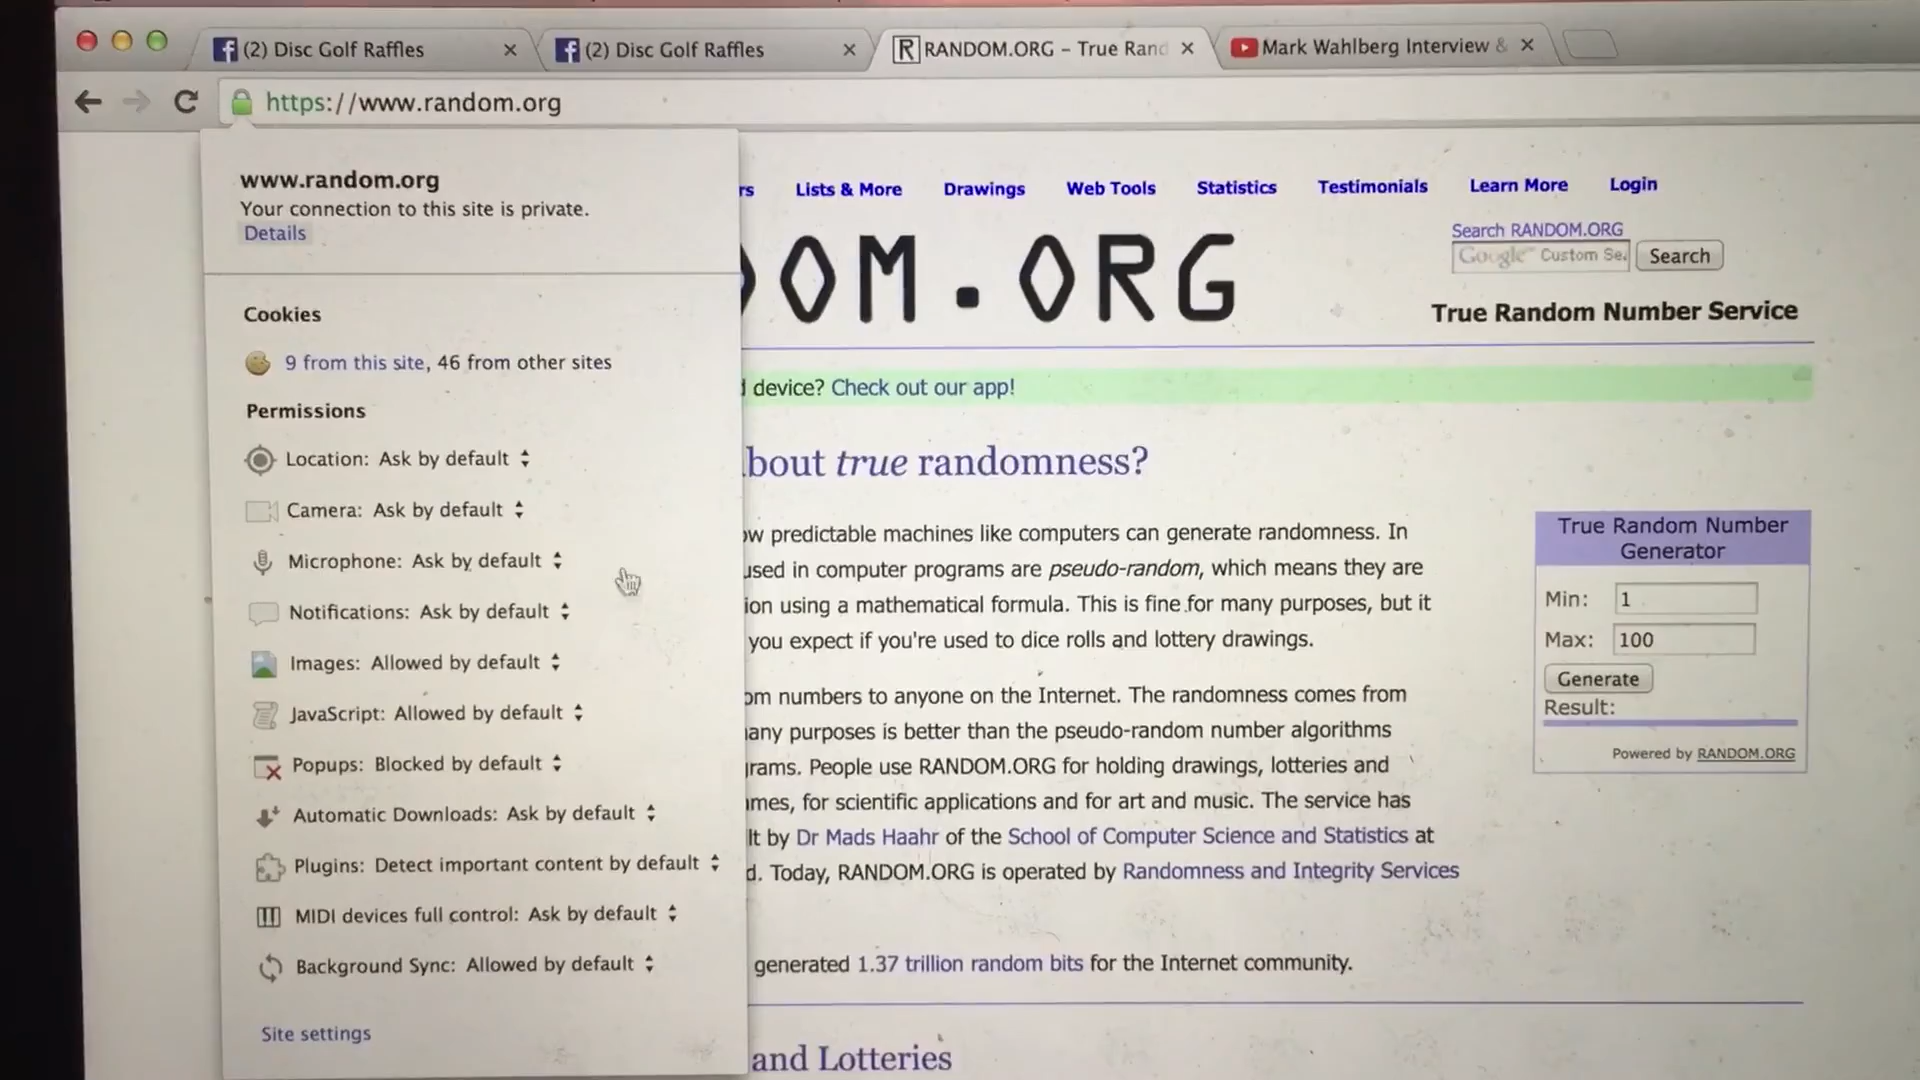 (2) Disc Golf Raffles
(2) Disc Golf Raffles
RANDOM.ORG – True Rand
Mark Wahlberg Interview &
https://www.random.org
www.random.org
Your connection to this site is private.
Details
Cookies
9 from this site, 46 from other sites
Permissions
Location: Ask by default
Camera: Ask by default
Microphone: Ask by default
Notifications: Ask by default
Images: Allowed by default
JavaScript: Allowed by default
Popups: Blocked by default
Automatic Downloads: Ask by default
Plugins: Detect important content by default
MIDI devices full control: Ask by default
Background Sync: Allowed by default
Site settings
rs Lists & More Drawings Web Tools Statistics Testimonials Learn More Login
Search RANDOM.ORG
Google Custom Sea Search
OM.ORG
True Random Number Service
d device? Check out our app!
bout true randomness?
ow predictable machines like computers can generate randomness. In
used in computer programs are pseudo-random, which means they are
ion using a mathematical formula. This is fine for many purposes, but it
you expect if you're used to dice rolls and lottery drawings.
om numbers to anyone on the Internet. The randomness comes from
any purposes is better than the pseudo-random number algorithms
rams. People use RANDOM.ORG for holding drawings, lotteries and
mes, for scientific applications and for art and music. The service has
lt by Dr Mads Haahr of the School of Computer Science and Statistics at
d. Today, RANDOM.ORG is operated by Randomness and Integrity Services
generated 1.37 trillion random bits for the Internet community.
and Lotteries
True Random Number
Generator
Min: 1
Max: 100
Generate
Result:
Powered by RANDOM.ORG